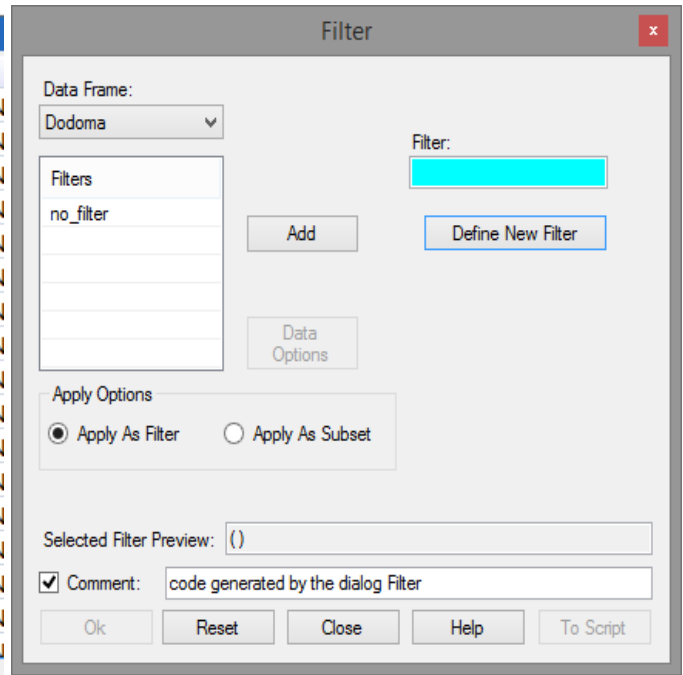 Filter
x
Data Frame:
Dodoma
Filter:
Filters
no_filter
Add
Define New Filter
Data
Options
Apply Options
Apply As Filter
Apply As Subset
Selected Filter Preview: ()
Comment: code generated by the dialog Filter
Ok Reset Close Help To Script